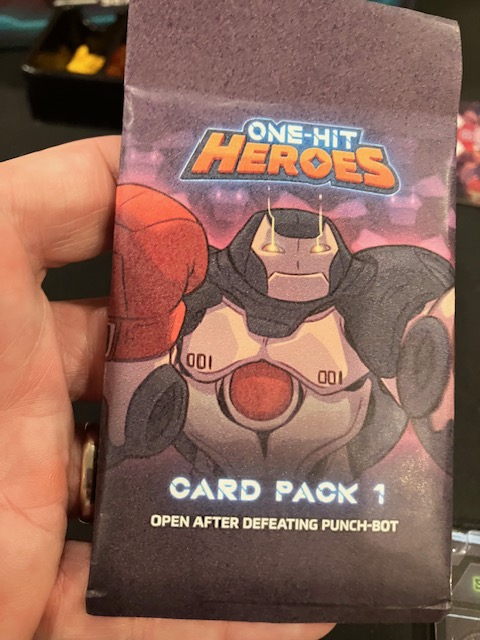 ONE-HIT
HEROES
001
001
CARD PACK 1
OPEN AFTER DEFEATING PUNCH-BOT